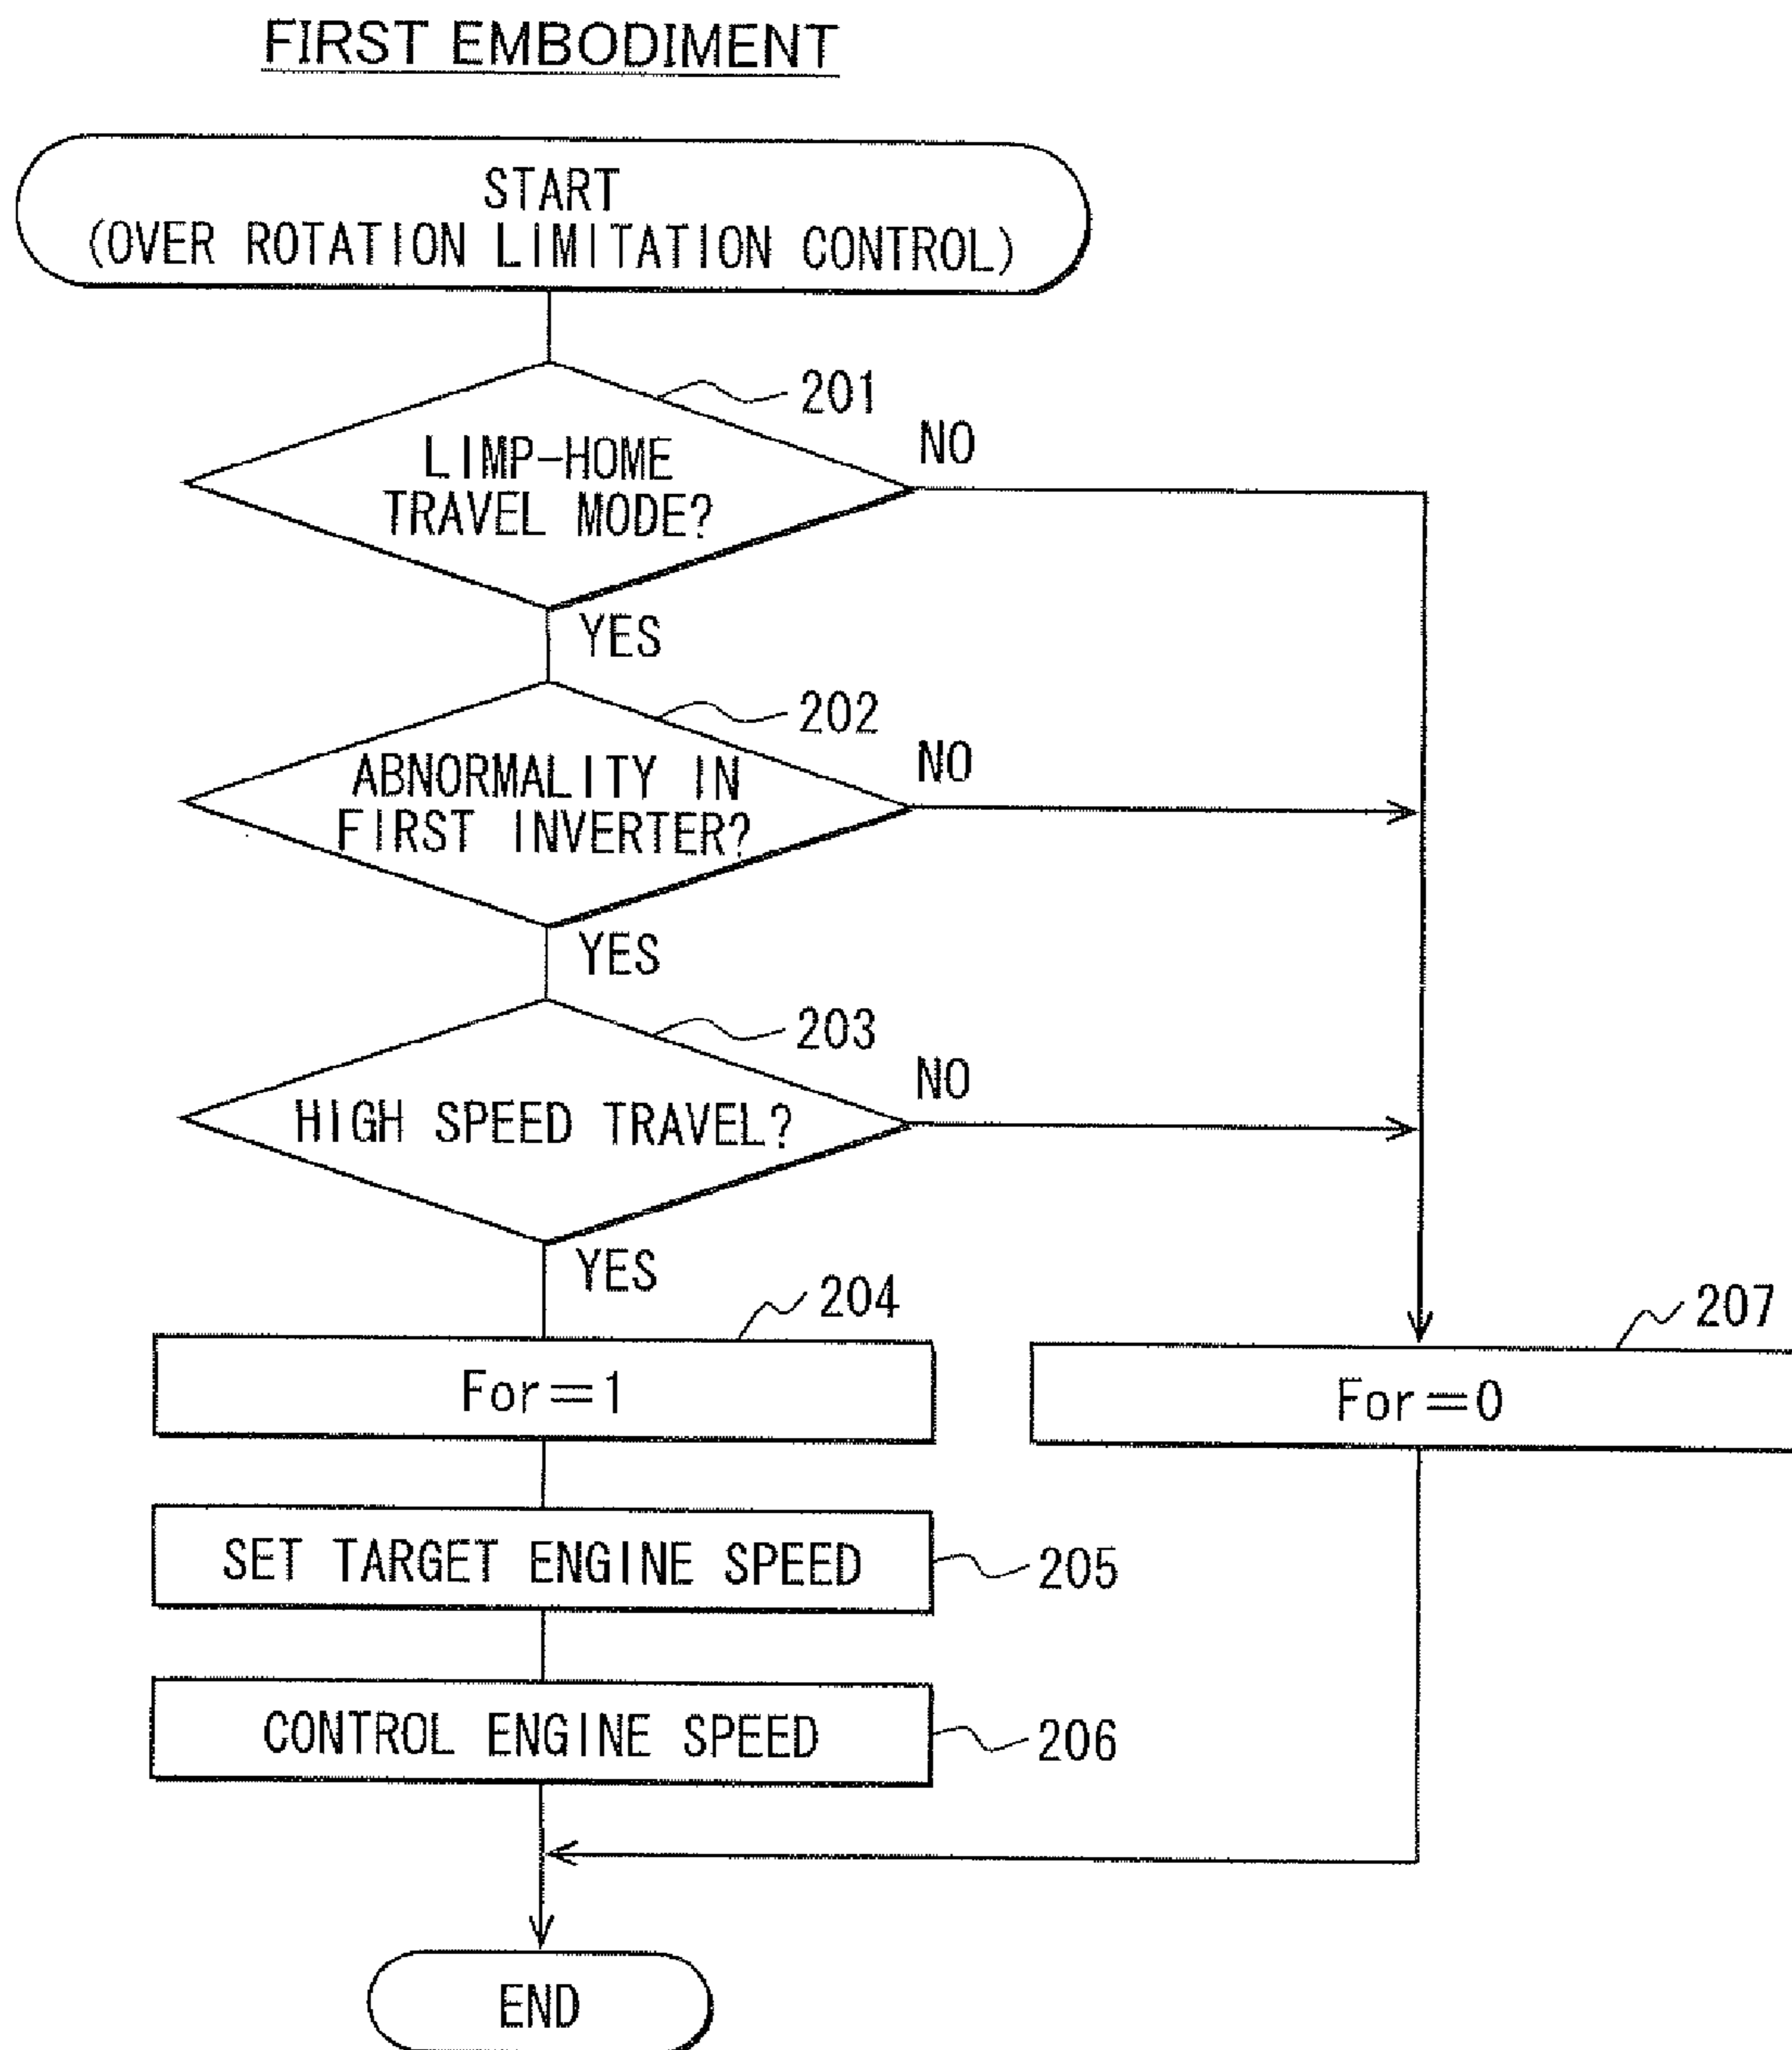 FIRST EMBODIMENT
START
(OVER ROTATION LIMITATION CONTROL)
201
LIMP-HOME
TRAVEL MODE?
NO
YES
202
ABNORMALITY IN
FIRST INVERTER?
NO
YES
203
HIGH SPEED TRAVEL?
NO
YES
204
For=1
207
For=0
SET TARGET ENGINE SPEED
205
CONTROL ENGINE SPEED
206
END